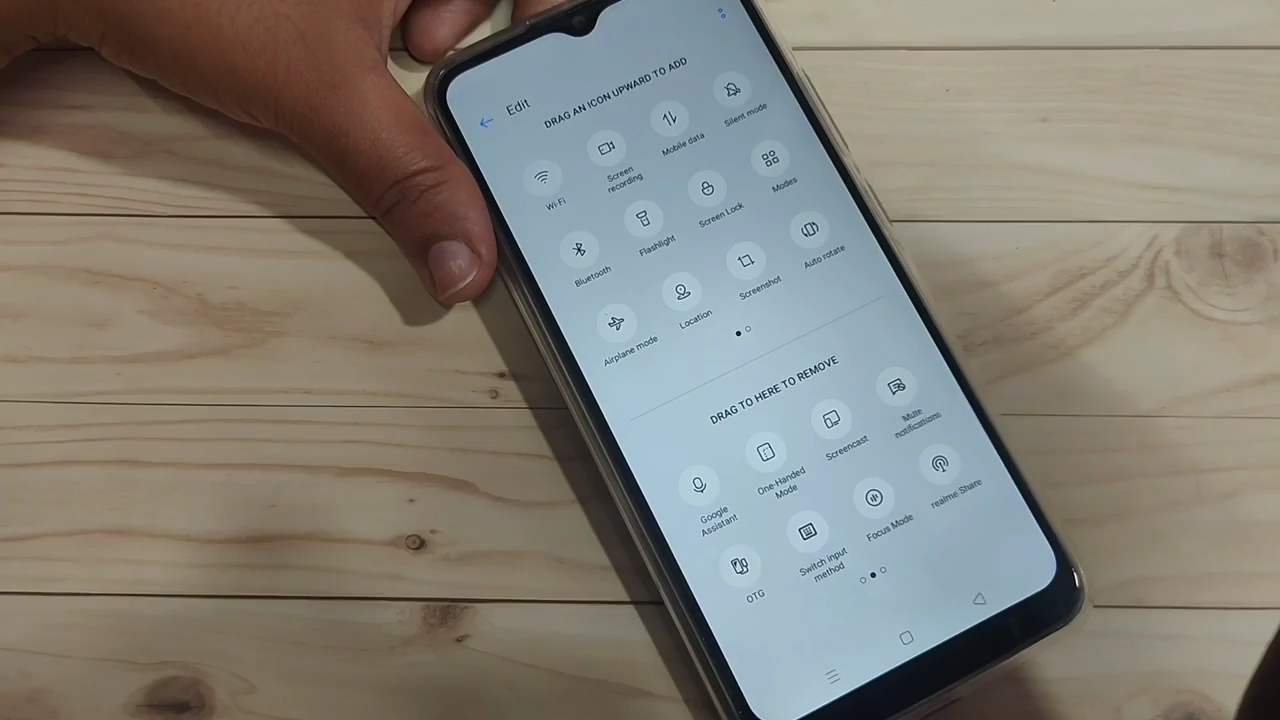 Edit
DRAG AN ICON UPWARD TO ADD
Wi-Fi
Screen
recording
Mobile data
Silent mode
Bluetooth
Flashlight
Screen Lock
Modes
Airplane mode
Location
Screenshot
Auto rotate
DRAG TO HERE TO REMOVE
Google
Assistant
One-Handed
Mode
Screencast
Mute
notifications
OTG
Switch input
method
Focus Mode
realme Share